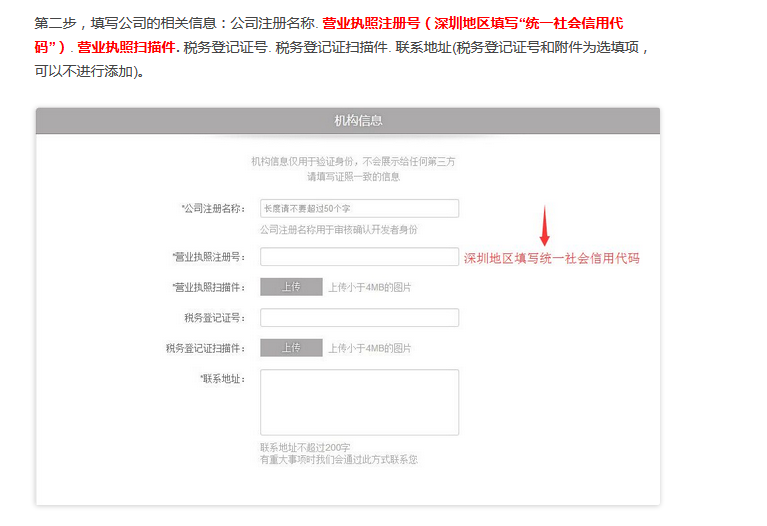 第二步，填写公司的相关信息：公司注册名称. 营业执照注册号（深圳地区填写“统一社会信用代
码”）. 营业执照扫描件. 税务登记证号. 税务登记证扫描件. 联系地址(税务登记证号和附件为选填项，
可以不进行添加)。
机构信息
机构信息仅用于验证身份，不会展示给任何第三方
请填写证照一致的信息
*公司注册名称： 长度请不要超过50个字
公司注册名称用于审核确认开发者身份
*营业执照注册号： 深圳地区填写统一社会信用代码
*营业执照扫描件： 上传 上传小于4MB的图片
税务登记证号：
税务登记证扫描件： 上传 上传小于4MB的图片
*联系地址：
联系地址不超过200字
有重大事项时我们会通过此方式联系您